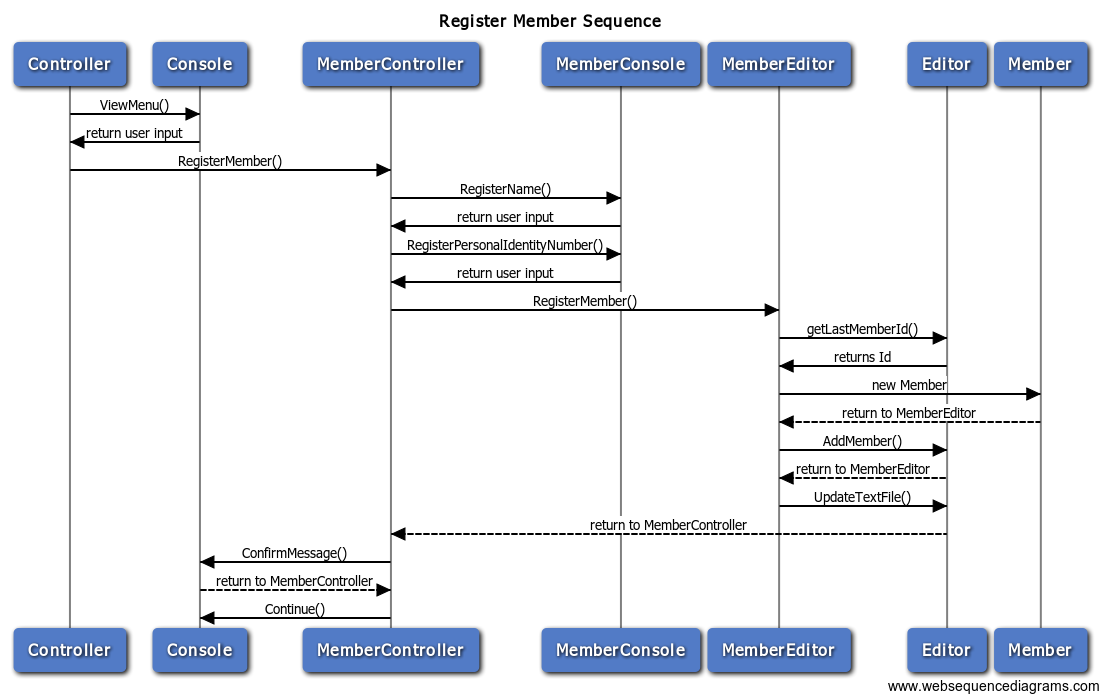 Register Member Sequence
Controller Console MemberController MemberConsole MemberEditor Editor Member
ViewMenu()
return user input
RegisterMember()
RegisterName()
return user input
RegisterPersonalIdentityNumber()
return user input
RegisterMember()
getLastMemberId()
returns Id
new Member
return to MemberEditor
AddMember()
return to MemberEditor
UpdateTextFile()
return to MemberController
ConfirmMessage()
return to MemberController
Continue()
Controller Console MemberController MemberConsole MemberEditor Editor Member
www.websequencediagrams.com